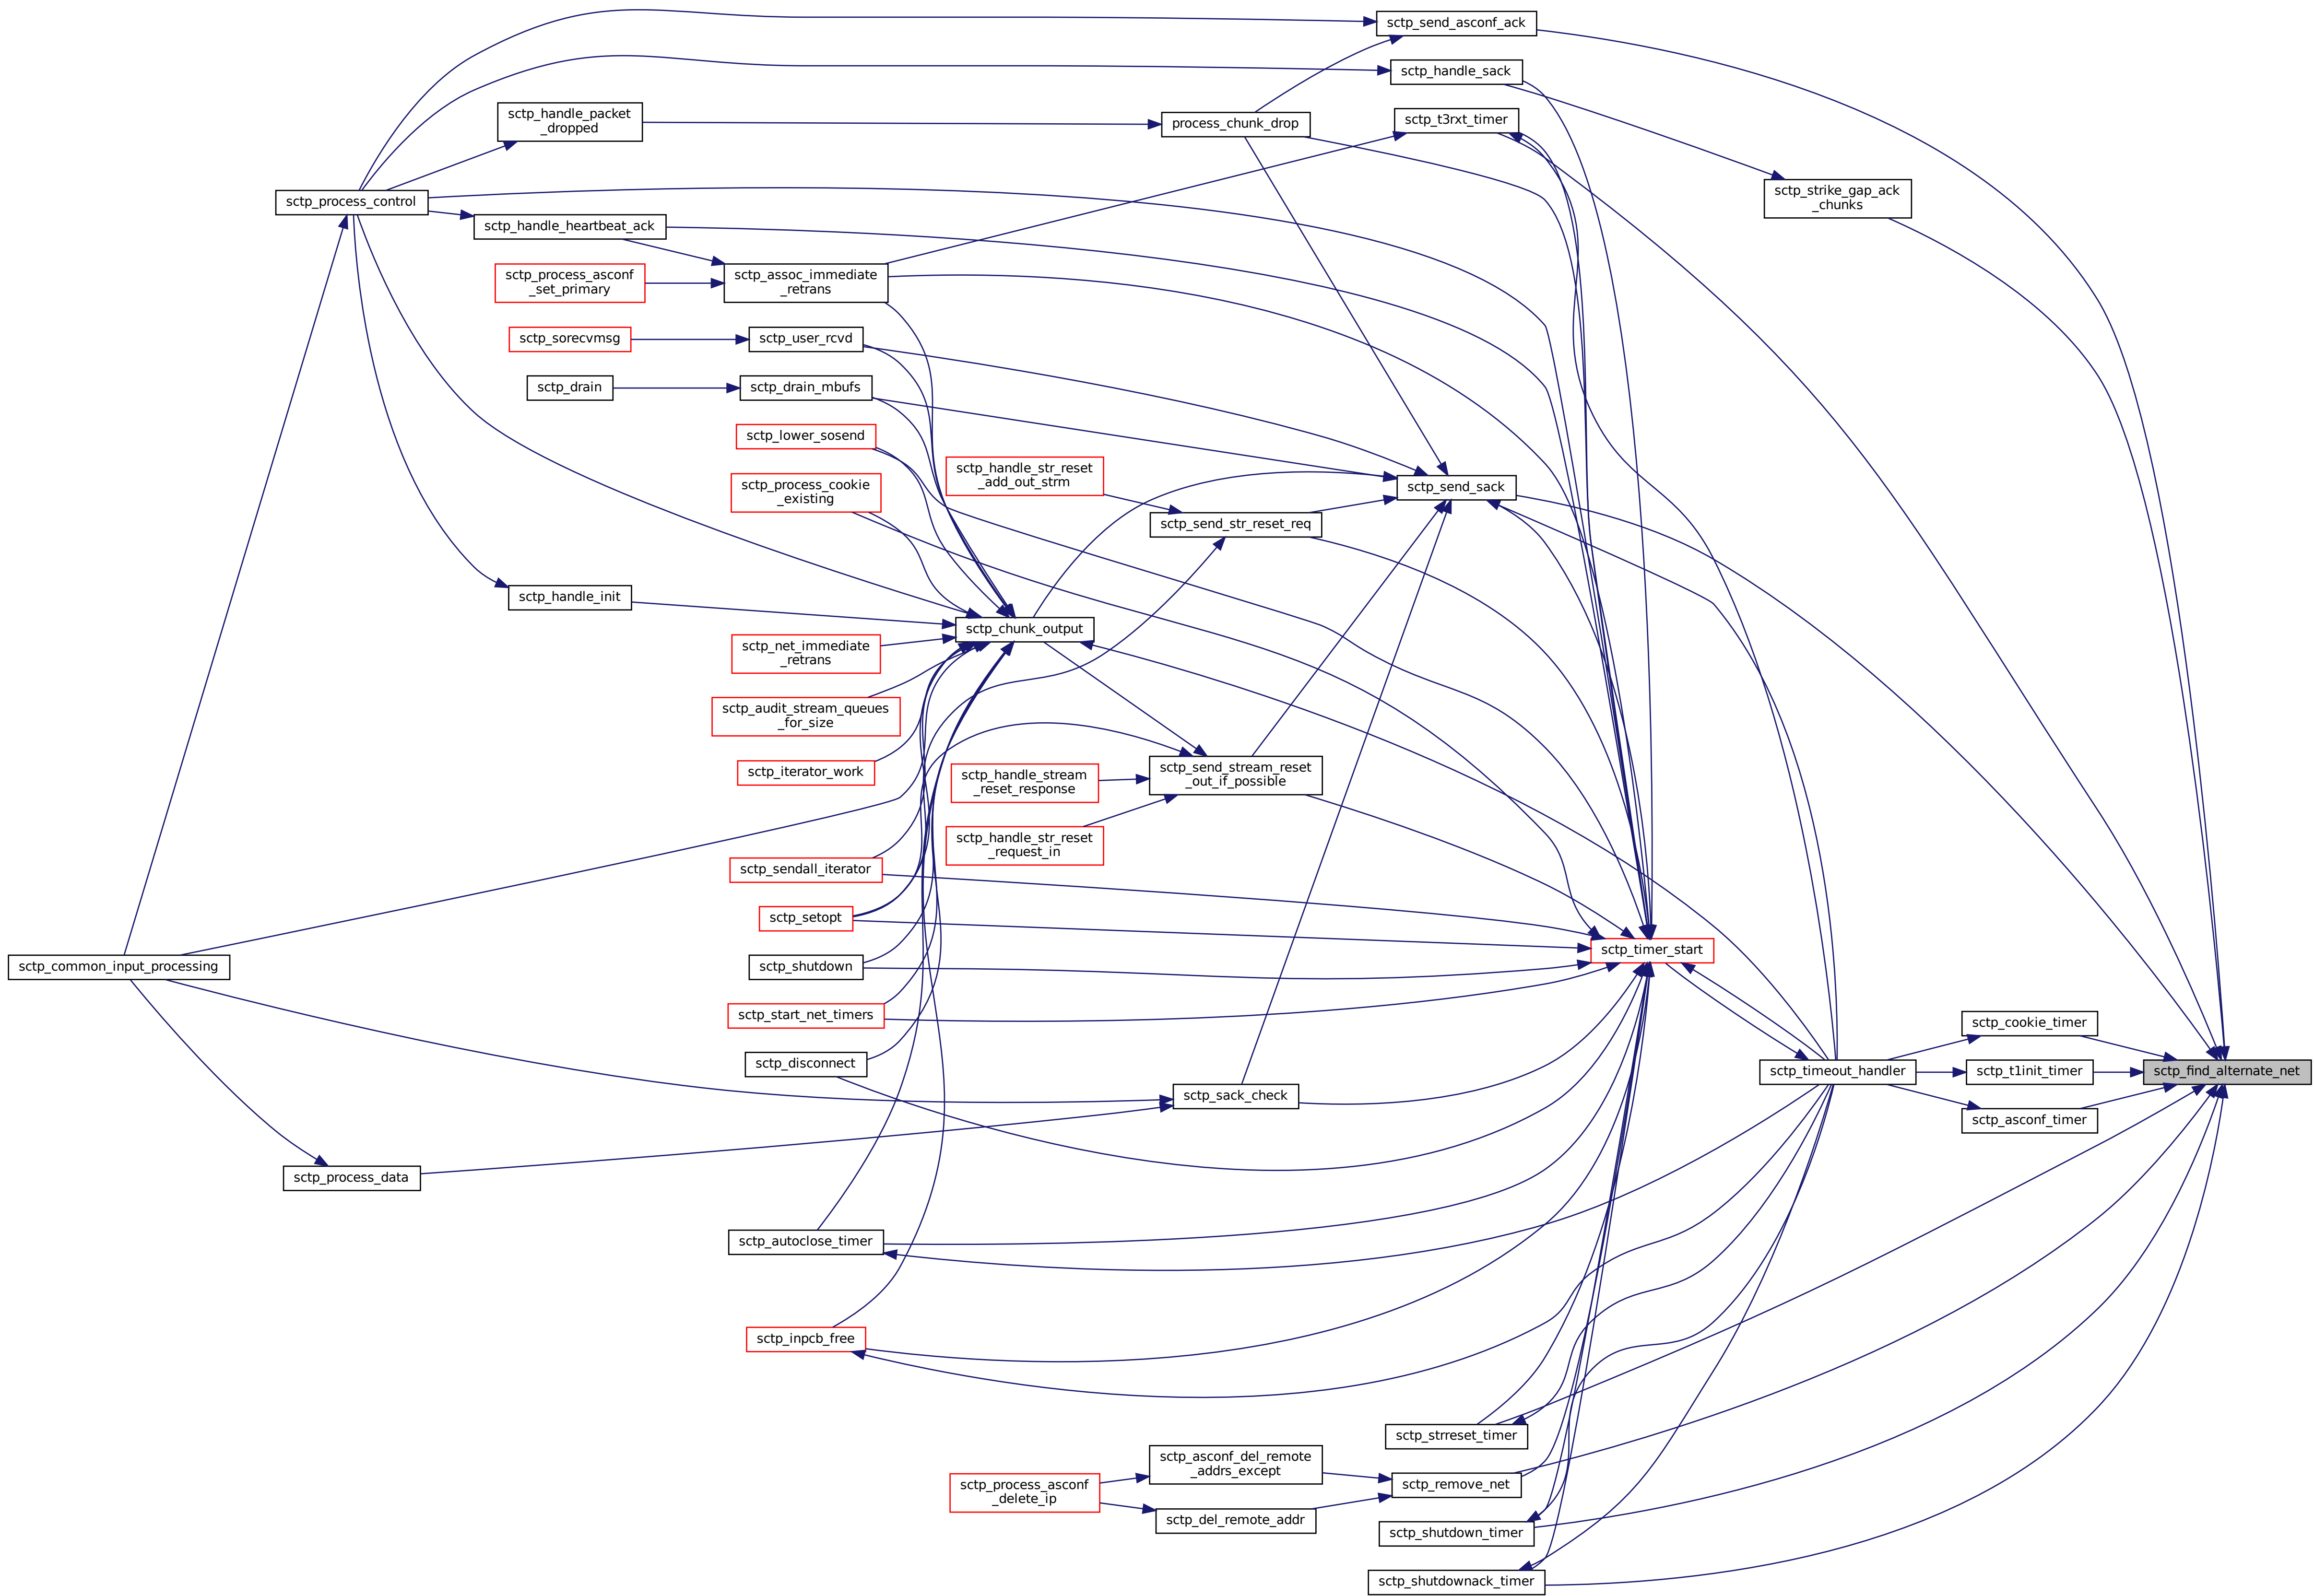 sctp_send_asconf_ack
sctp_handle_sack
sctp_handle_packet
_dropped
process_chunk_drop
sctp_t3rxt_timer
sctp_strike_gap_ack
_chunks
sctp_process_control
sctp_handle_heartbeat_ack
sctp_process_asconf
_set_primary
sctp_assoc_immediate
_retrans
sctp_sorecvmsg
sctp_user_rcvd
sctp_drain
sctp_drain_mbufs
sctp_lower_sosend
sctp_process_cookie
_existing
sctp_handle_str_reset
_add_out_strm
sctp_send_sack
sctp_send_str_reset_req
sctp_handle_init
sctp_chunk_output
sctp_net_immediate
_retrans
sctp_audit_stream_queues
_for_size
sctp_iterator_work
sctp_handle_stream
_reset_response
sctp_send_stream_reset
_out_if_possible
sctp_handle_str_reset
_request_in
sctp_sendall_iterator
sctp_setopt
sctp_timer_start
sctp_common_input_processing
sctp_shutdown
sctp_start_net_timers
sctp_cookie_timer
sctp_disconnect
sctp_timeout_handler
sctp_t1init_timer
sctp_find_alternate_net
sctp_sack_check
sctp_asconf_timer
sctp_process_data
sctp_autoclose_timer
sctp_inpcb_free
sctp_strreset_timer
sctp_process_asconf
_delete_ip
sctp_asconf_del_remote
_addrs_except
sctp_remove_net
sctp_del_remote_addr
sctp_shutdown_timer
sctp_shutdownack_timer